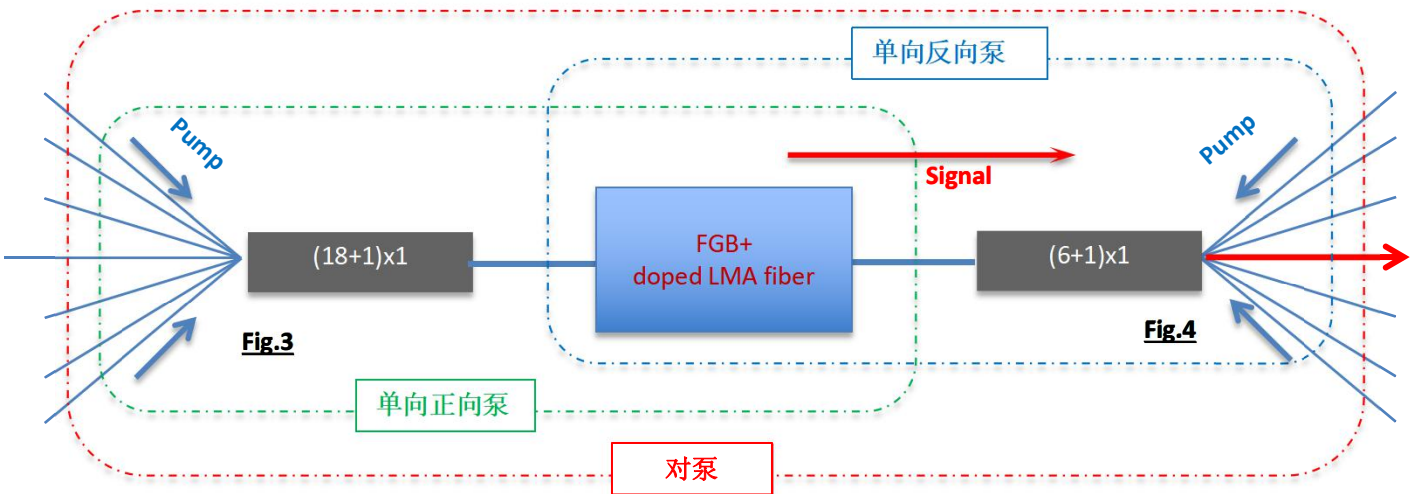 单向反向泵
Pump
Pump
Signal
(18+1)x1
FGB+
doped LMA fiber
(6+1)x1
Fig.3
Fig.4
单向正向泵
对泵